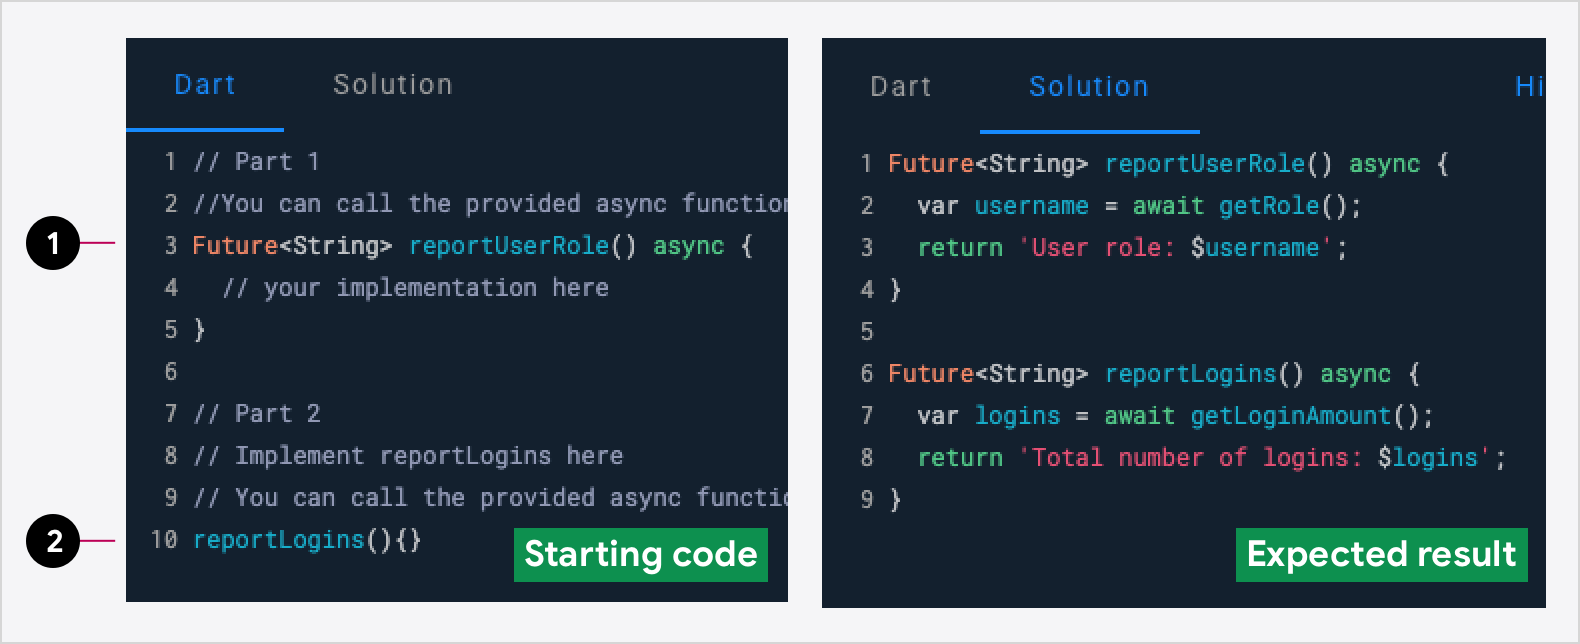 Dart Solution
1 // Part 1
2 //You can call the provided async function
1
3 Future<String> reportUserRole() async {
4 // your implementation here
5 }
6
7 // Part 2
8 // Implement reportLogins here
9 // You can call the provided async functio
2
10 reportLogins(){}
Starting code
Dart Solution Hi
1 Future<String> reportUserRole() async {
2 var username = await getRole();
3 return 'User role: $username';
4 }
5
6 Future<String> reportLogins() async {
7 var logins = await getLoginAmount();
8 return 'Total number of logins: $logins';
9 }
Expected result